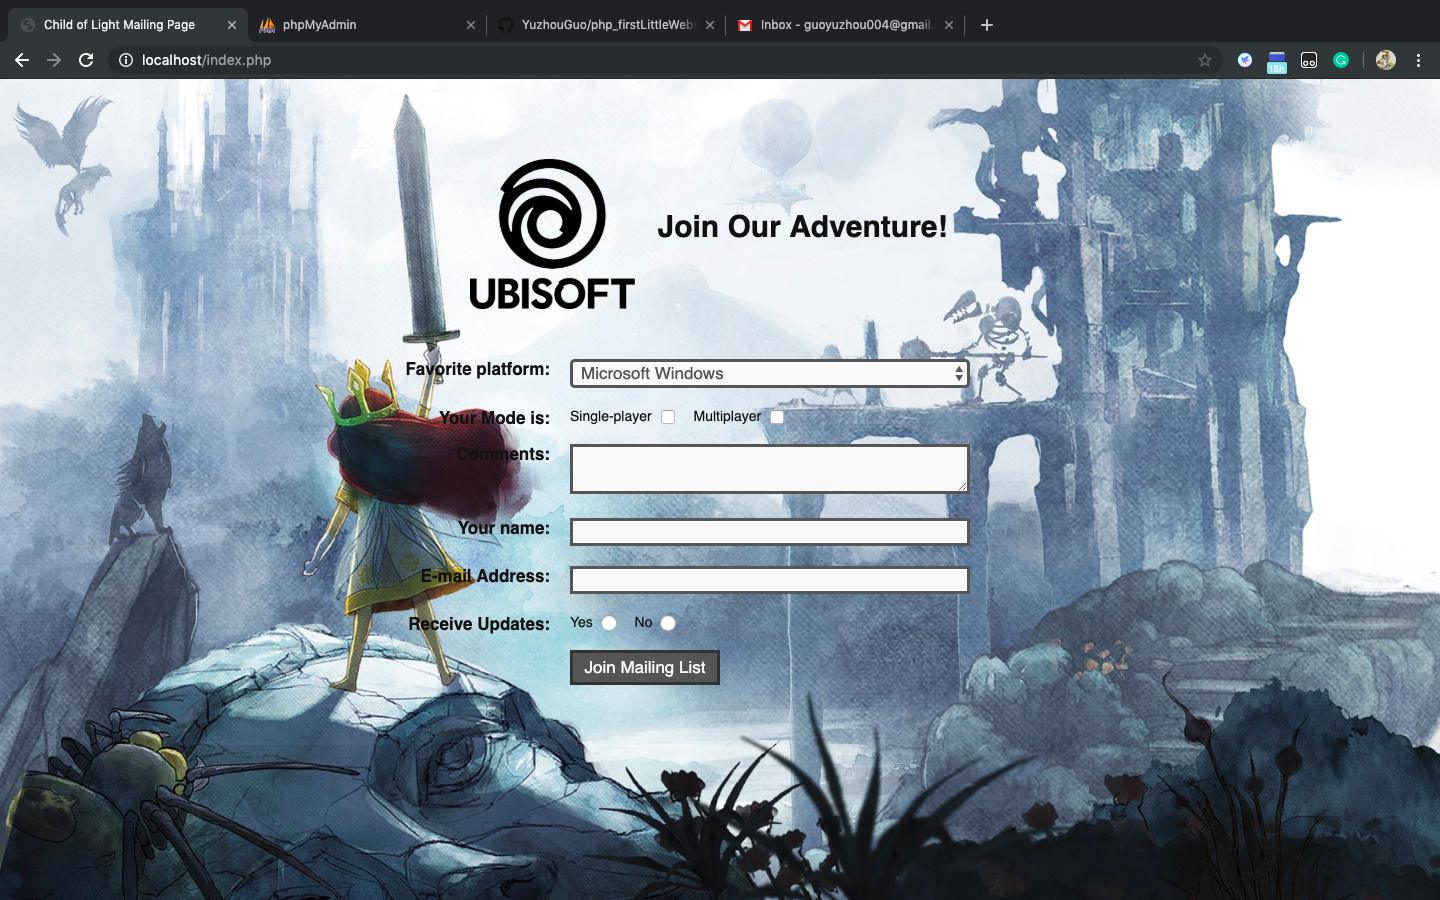 Child of Light Mailing Page
phpMyAdmin
YuzhouGuo/php_firstLittleWebs
Inbox - guoyuzhou004@gmail.
localhost/index.php
18h
Join Our Adventure!
UBISOFT
Favorite platform: Microsoft Windows
Your Mode is: Single-player Multiplayer
Comments:
Your name:
E-mail Address:
Receive Updates: Yes No
Join Mailing List